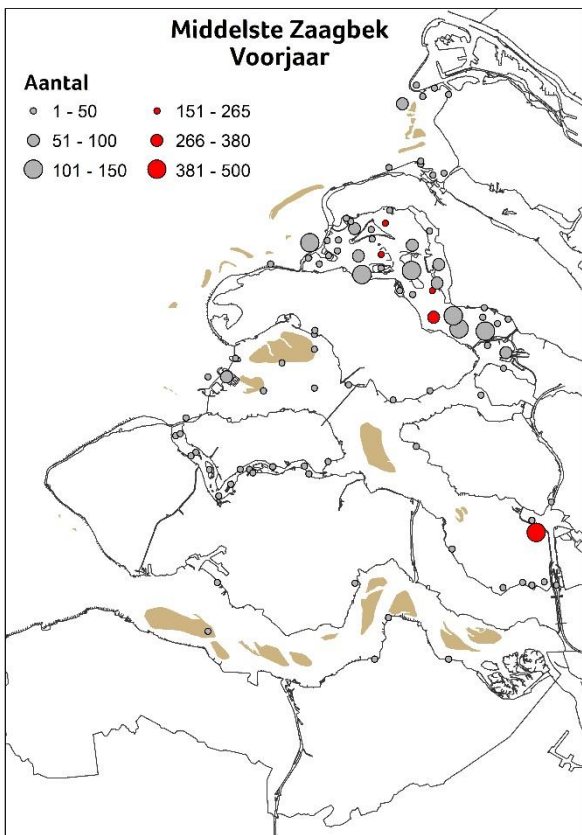 Middelste Zaagbek
Voorjaar
Aantal
1 - 50
51 - 100
101 - 150
151 - 265
266 - 380
381 - 500